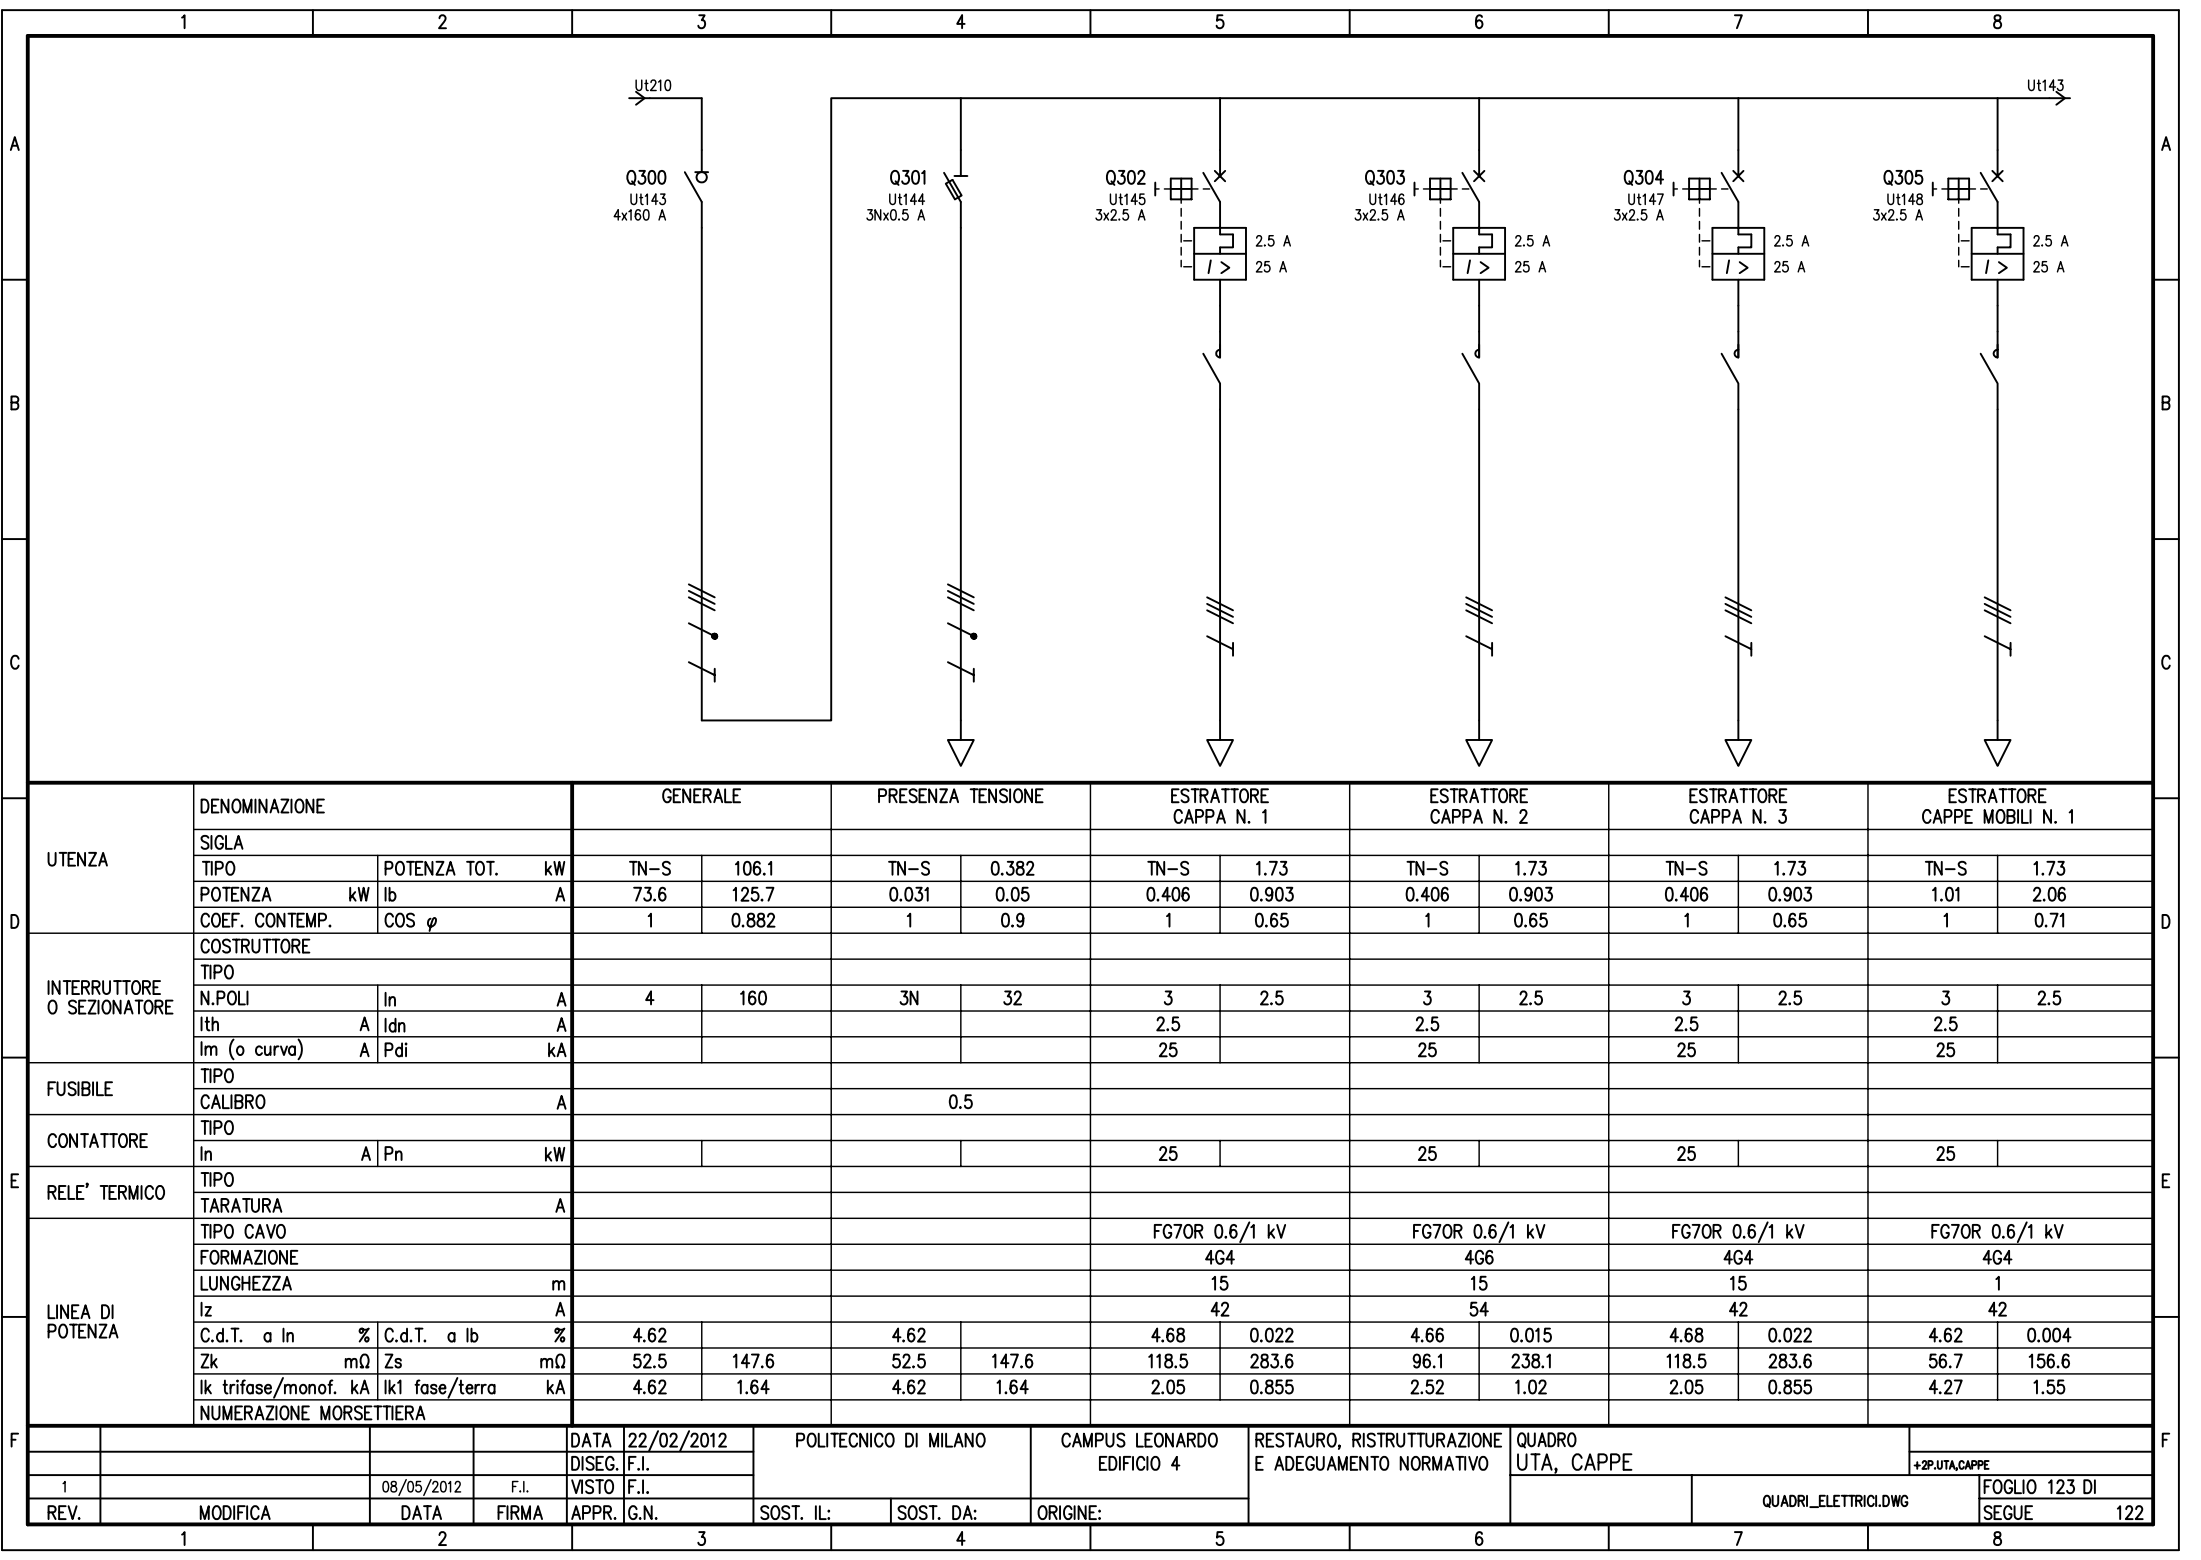 1 2 3 4 5 6 7 8
Ut210
Ut143
A A
Q300
Ut143
4x160 A
Q301
Ut144
3Nx0.5 A
Q302
Ut145
3x2.5 A
2.5 A
25 A
Q303
Ut146
3x2.5 A
2.5 A
25 A
Q304
Ut147
3x2.5 A
2.5 A
25 A
Q305
Ut148
3x2.5 A
2.5 A
25 A
I > I > I > I >
B B
C C
D D
E E
F F
UTENZA
DENOMINAZIONE GENERALE PRESENZA TENSIONE ESTRATTORE CAPPA N. 1 ESTRATTORE CAPPA N. 2 ESTRATTORE CAPPA N. 3 ESTRATTORE CAPPE MOBILI N. 1
SIGLA
TIPO POTENZA TOT. kW TN-S 106.1 TN-S 0.382 TN-S 1.73 TN-S 1.73 TN-S 1.73 TN-S 1.73
POTENZA kW Ib A 73.6 125.7 0.031 0.05 0.406 0.903 0.406 0.903 0.406 0.903 1.01 2.06
COEF. CONTEMP. COS φ 1 0.882 1 0.9 1 0.65 1 0.65 1 0.65 1 0.71
INTERRUTTORE
O SEZIONATORE
COSTRUTTORE
TIPO
N.POLI In A 4 160 3N 32 3 2.5 3 2.5 3 2.5 3 2.5
Ith A Idn A 2.5 2.5 2.5 2.5
Im (o curva) A Pdi kA 25 25 25 25
FUSIBILE
TIPO
CALIBRO A 0.5
CONTATTORE
TIPO
In A Pn kW 25 25 25 25
RELE' TERMICO
TIPO
TARATURA A
LINEA DI
POTENZA
TIPO CAVO FG7OR 0.6/1 kV FG7OR 0.6/1 kV FG7OR 0.6/1 kV FG7OR 0.6/1 kV
FORMAZIONE 4G4 4G6 4G4 4G4
LUNGHEZZA m 15 15 15 1
Iz A 42 54 42 42
C.d.T. a In % C.d.T. a Ib % 4.62 4.62 4.68 0.022 4.66 0.015 4.68 0.022 4.62 0.004
Zk mΩ Zs mΩ 52.5 147.6 52.5 147.6 118.5 283.6 96.1 238.1 118.5 283.6 56.7 156.6
Ik trifase/monof. kA Ik1 fase/terra kA 4.62 1.64 4.62 1.64 2.05 0.855 2.52 1.02 2.05 0.855 4.27 1.55
NUMERAZIONE MORSETTIERA
1 08/05/2012 F.I.
REV. MODIFICA DATA FIRMA
DATA 22/02/2012
DISEG. F.I.
VISTO F.I.
APPR. G.N.
POLITECNICO DI MILANO
SOST. IL: SOST. DA: ORIGINE:
CAMPUS LEONARDO
EDIFICIO 4
RESTAURO, RISTRUTTURAZIONE
E ADEGUAMENTO NORMATIVO
QUADRO
UTA, CAPPE
+2P.UTA,CAPPE
QUADRI_ELETTRICI.DWG
FOGLIO 123 DI
SEGUE 122
1 2 3 4 5 6 7 8